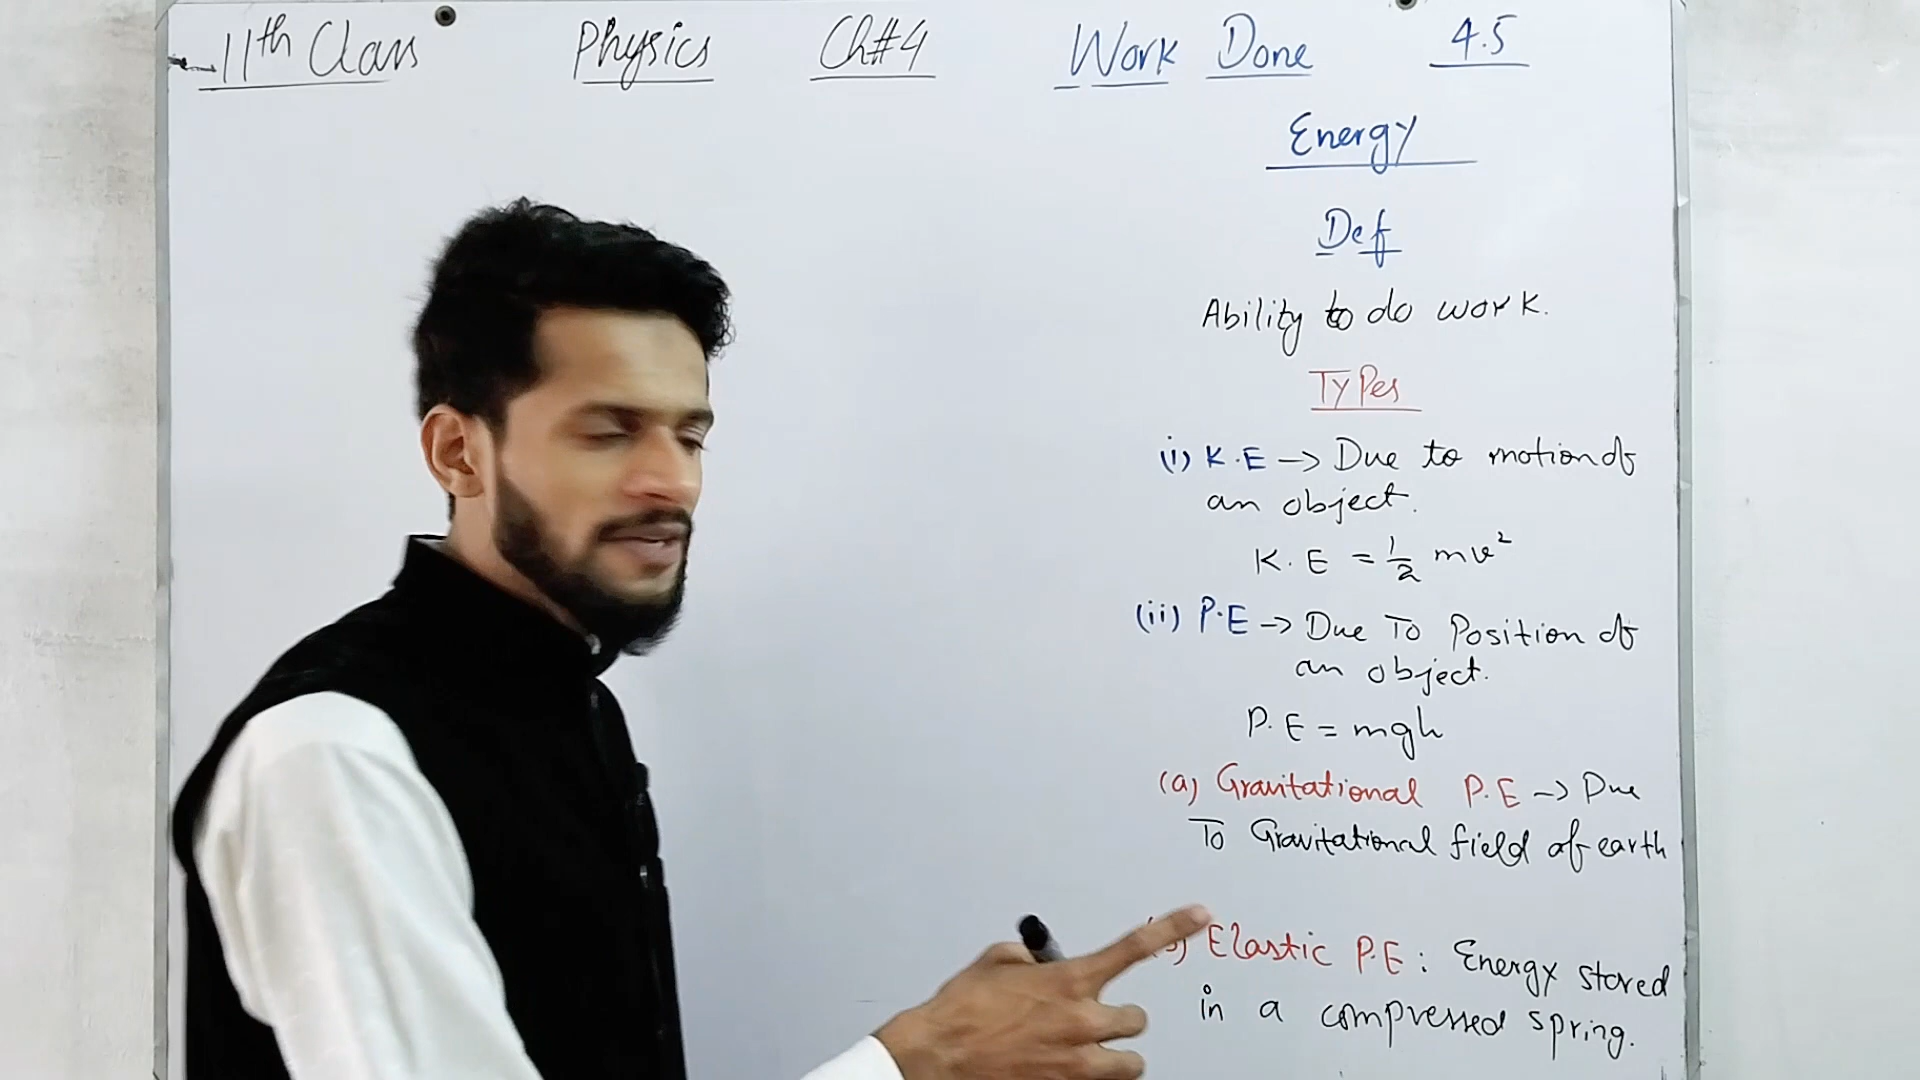 11th Class Physics Ch#4 Work Done 4.5
Energy
Def
Ability to do work.
Types
(i) K.E -> Due to motion of
an object.
K.E = 1/2 mv²
(ii) P.E -> Due To Position of
an object.
P.E = mgh
(a) Gravitational P.E -> Due
To Gravitational field of earth
Elastic P.E: Energy stored
in a compressed spring.